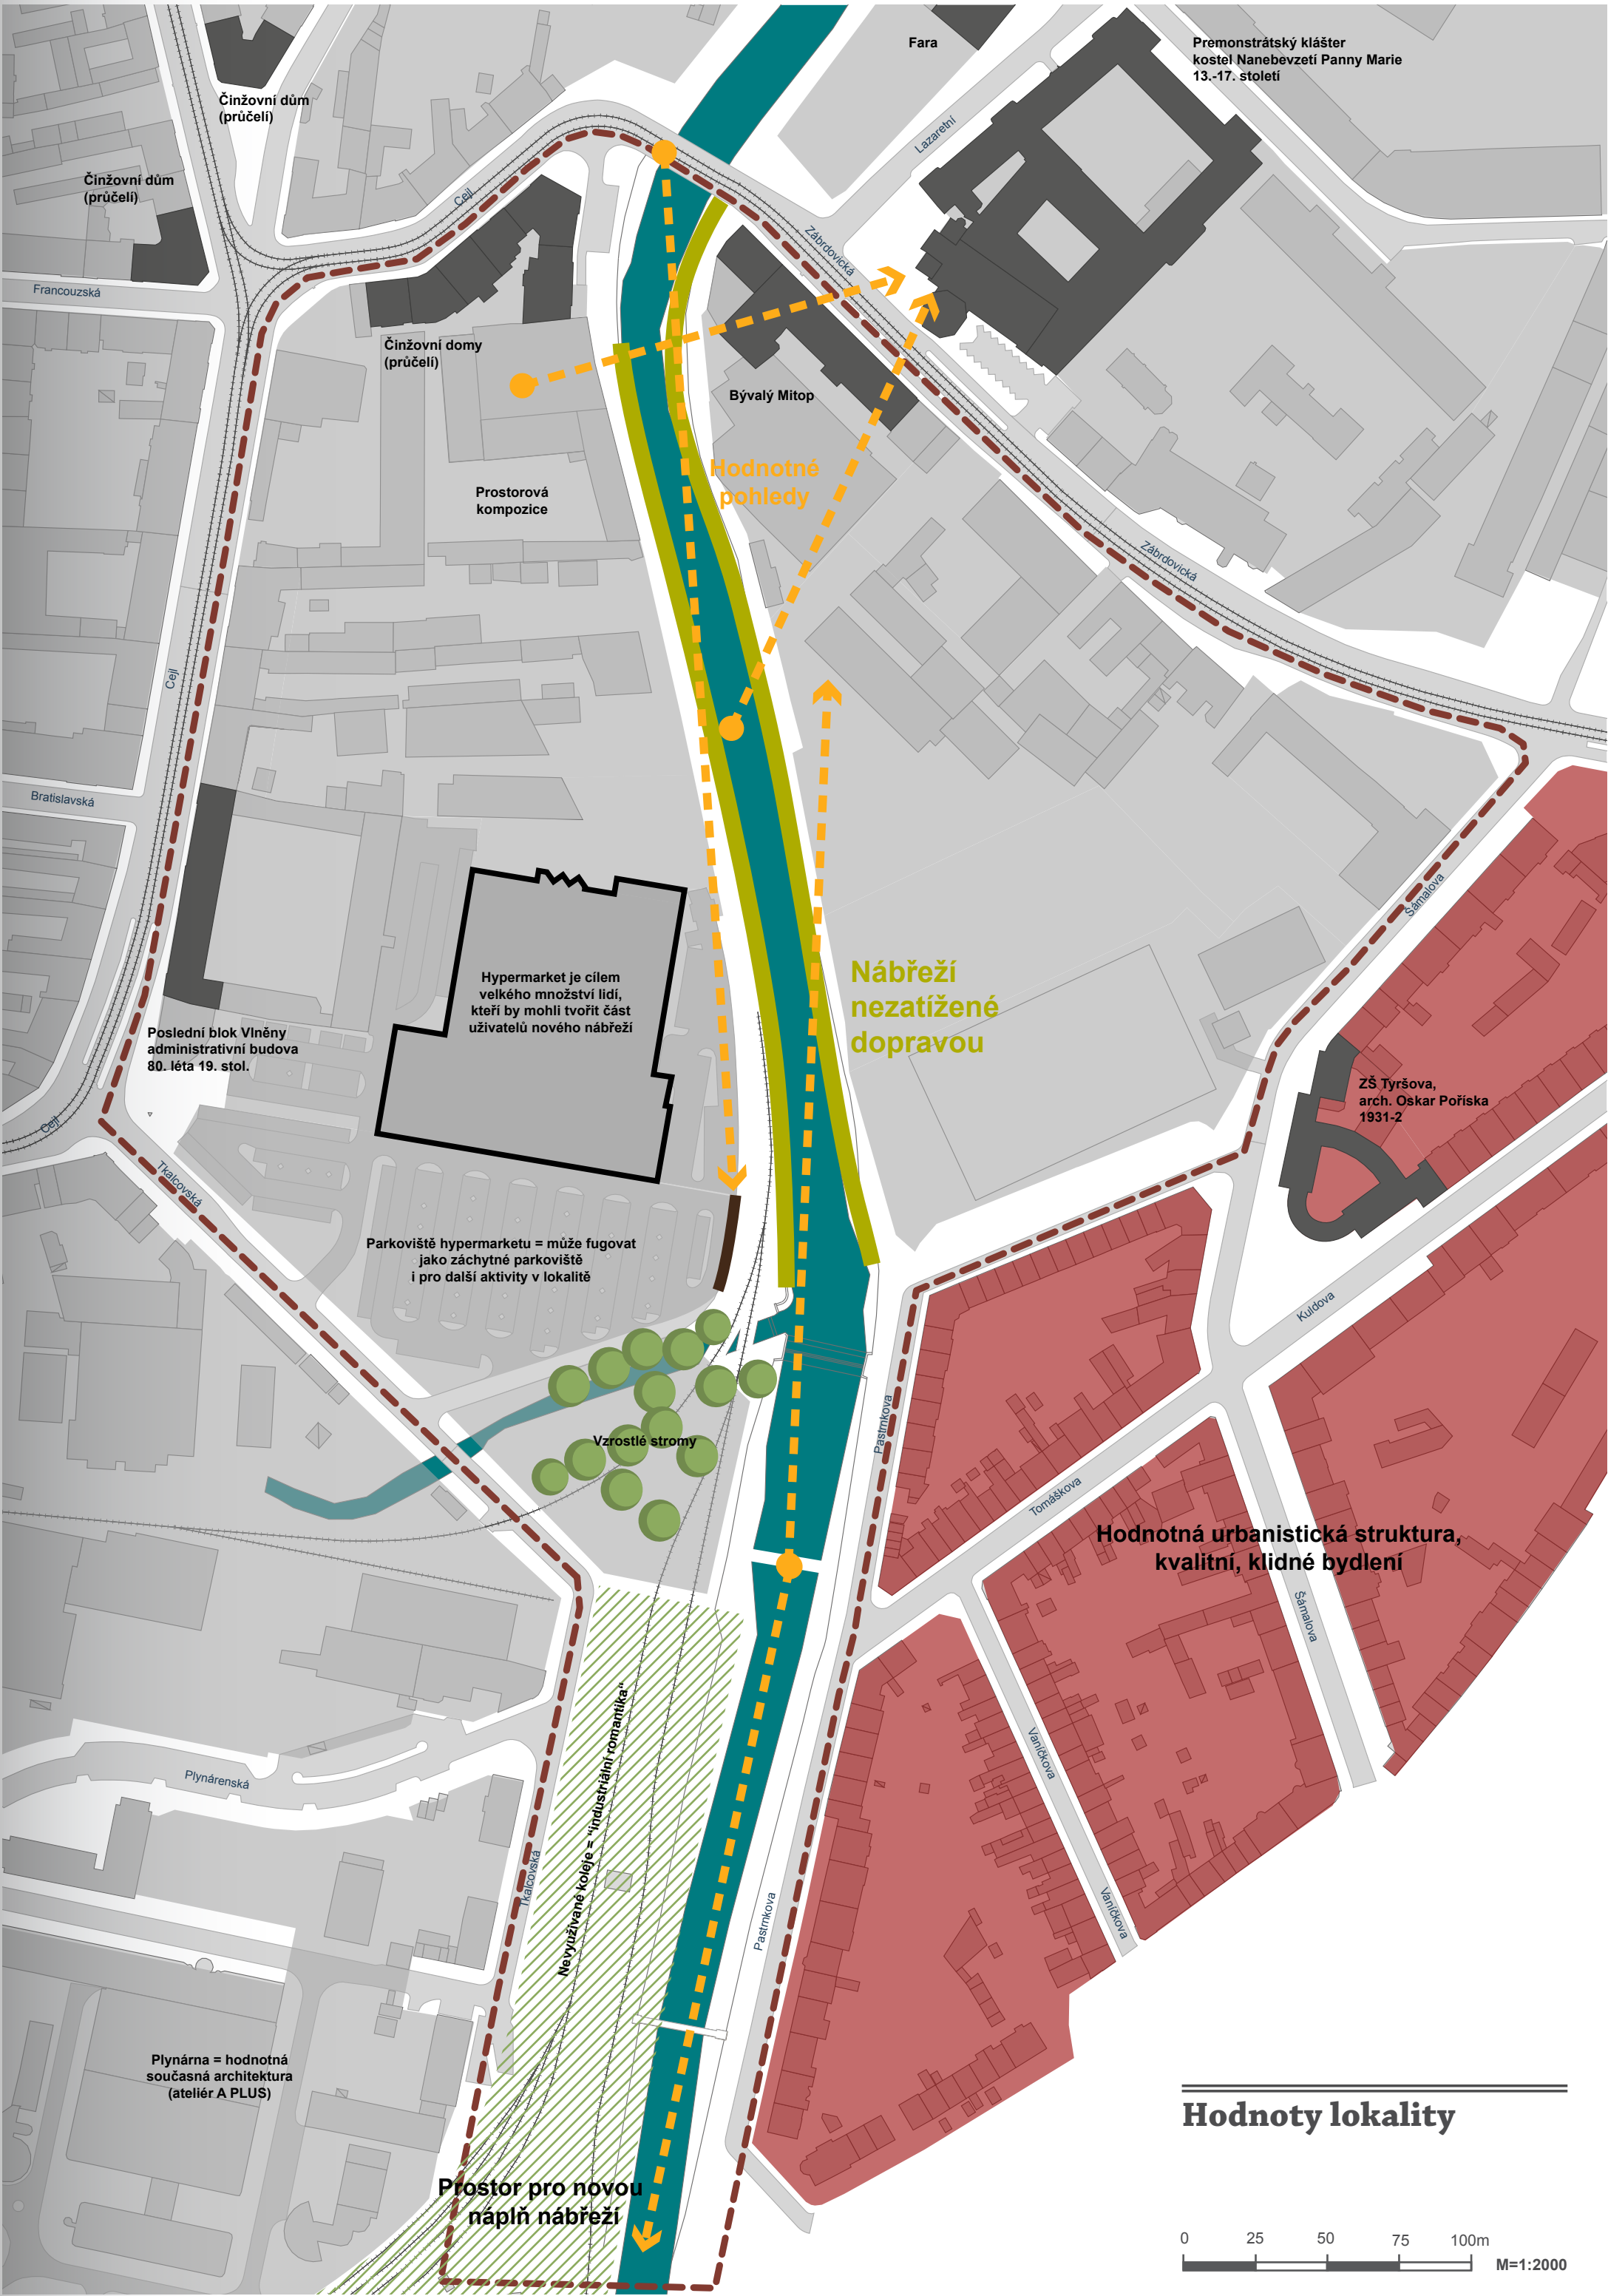 Fara
Premonstrátský klášter
kostel Nanebevzetí Panny Marie
13.-17. století
Činžovní dům
(průčelí)
Lazaretní
Činžovní dům
(průčelí)
Cejl
Zábrdovická
Francouzská
Činžovní domy
(průčelí)
Bývalý Mitop
Hodnotné
pohledy
Prostorová
kompozice
Zábrdovická
Cejl
Bratislavská
Šámalova
Hypermarket je cílem
velkého množství lidí,
kteří by mohli tvořit část
uživatelů nového nábřeží
Nábřeží
nezatížené
dopravou
Poslední blok Vlněny
administrativní budova
80. léta 19. stol.
ZŠ Tyršova,
arch. Oskar Poříska
1931-2
Cejl
Tkalcovská
Parkoviště hypermarketu = může fugovat
jako záchytné parkoviště
i pro další aktivity v lokalitě
Kuldova
Pastrnkova
Vzrostlé stromy
Tomáškova
Hodnotná urbanistická struktura,
kvalitní, klidné bydlení
Šámalova
Nevyužívané koleje = "industriální romantika"
Vaníčkova
Plynárenská
Tkalcovská
Pastrnkova
Vaníčkova
Plynárna = hodnotná
současná architektura
(ateliér A PLUS)
Hodnoty lokality
Prostor pro novou
náplň nábřeží
0 25 50 75 100m
M=1:2000